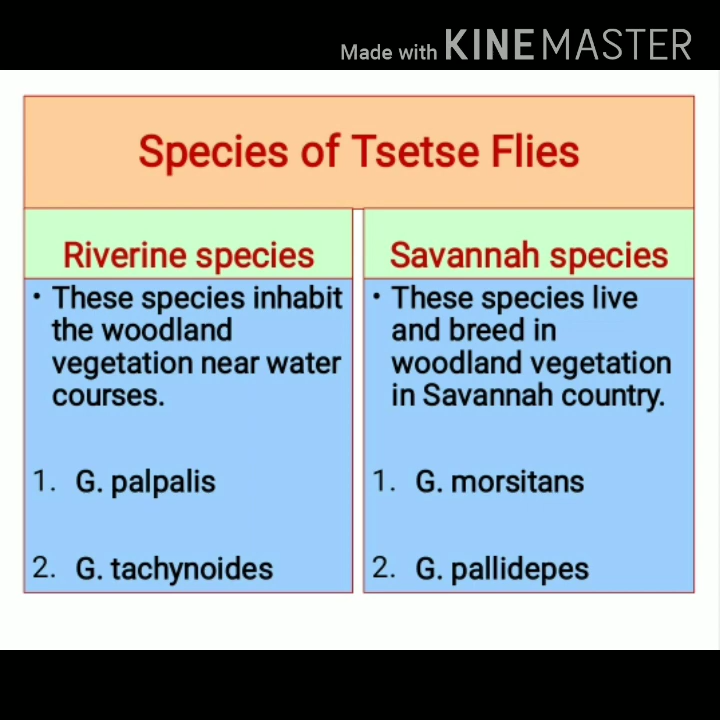 Made with KINEMASTER
Species of Tsetse Flies
Riverine species
• These species inhabit
the woodland
vegetation near water
courses.
1. G. palpalis
2. G. tachynoides
Savannah species
• These species live
and breed in
woodland vegetation
in Savannah country.
1. G. morsitans
2. G. pallidepes